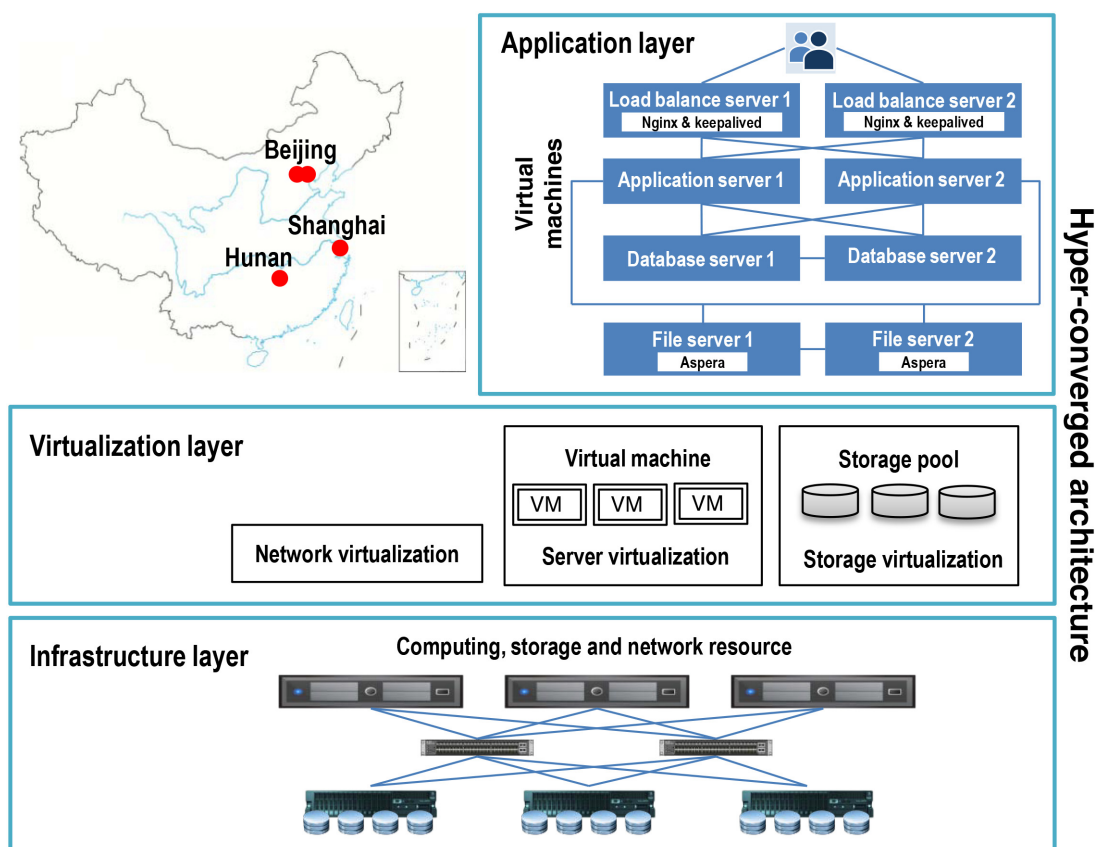 Beijing
Shanghai
Hunan
Application layer
Virtual
machines
Load balance server 1
Nginx & keepalived
Load balance server 2
Nginx & keepalived
Application server 1
Application server 2
Database server 1
Database server 2
File server 1
Aspera
File server 2
Aspera
Hyper-converged architecture
Virtualization layer
Network virtualization
Virtual machine
VM
VM
VM
Server virtualization
Storage pool
Storage virtualization
Infrastructure layer
Computing, storage and network resource